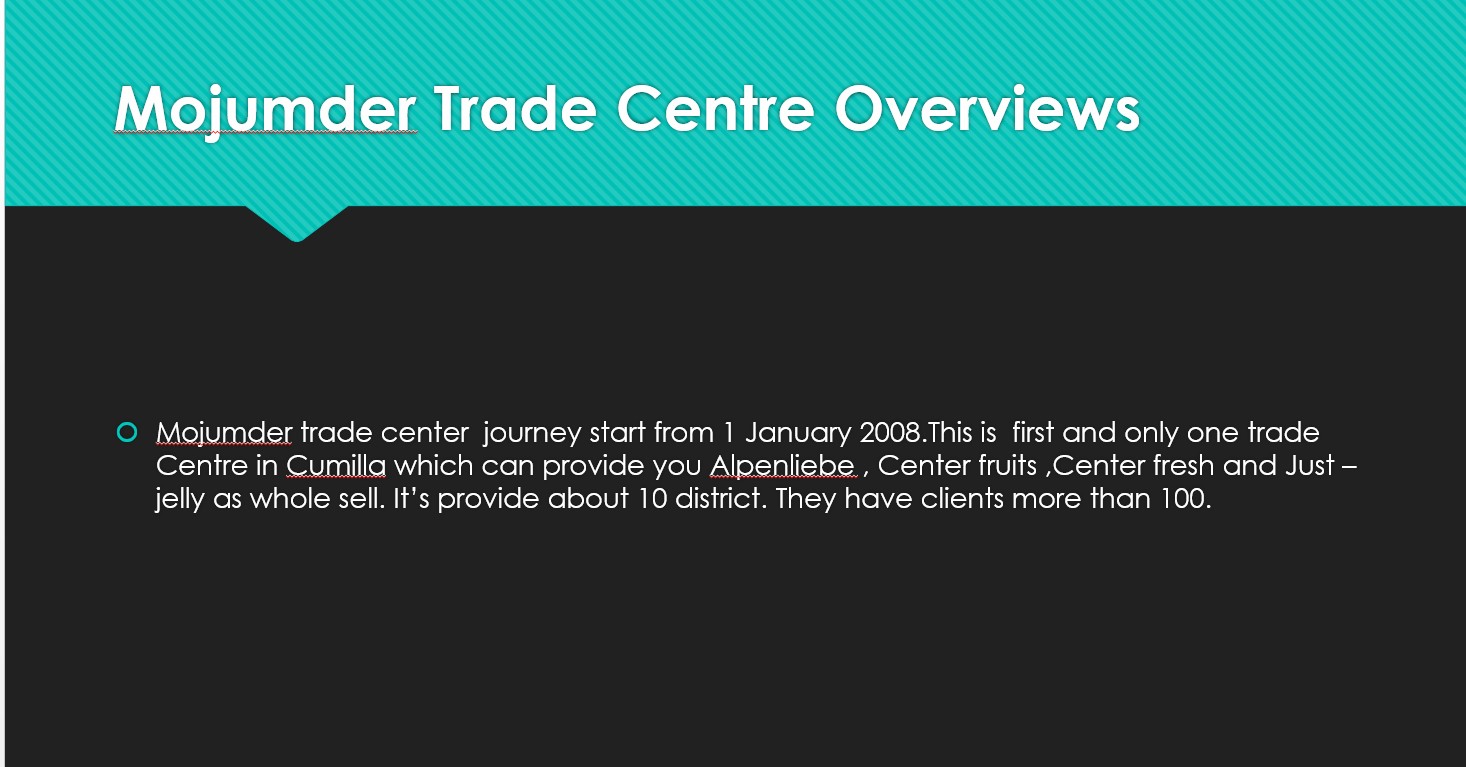 Mojumder Trade Centre Overviews
Mojumder trade center  journey start from 1 January 2008.This is  first and only one trade
Centre in Cumilla which can provide you Alpenliebe , Center fruits ,Center fresh and Just –
jelly as whole sell. It’s provide about 10 district. They have clients more than 100.